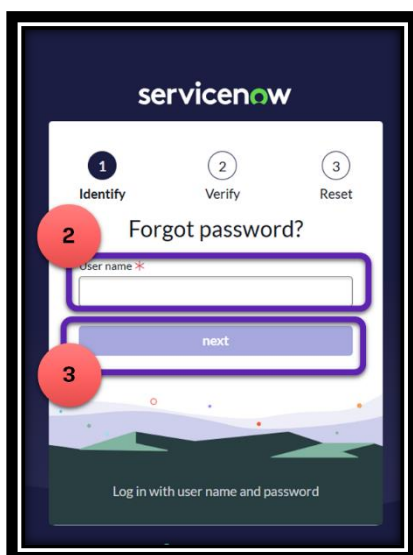 servicenow
1 2 3
Identify Verify Reset
Forgot password?
2
User name *
next
3
Log in with user name and password